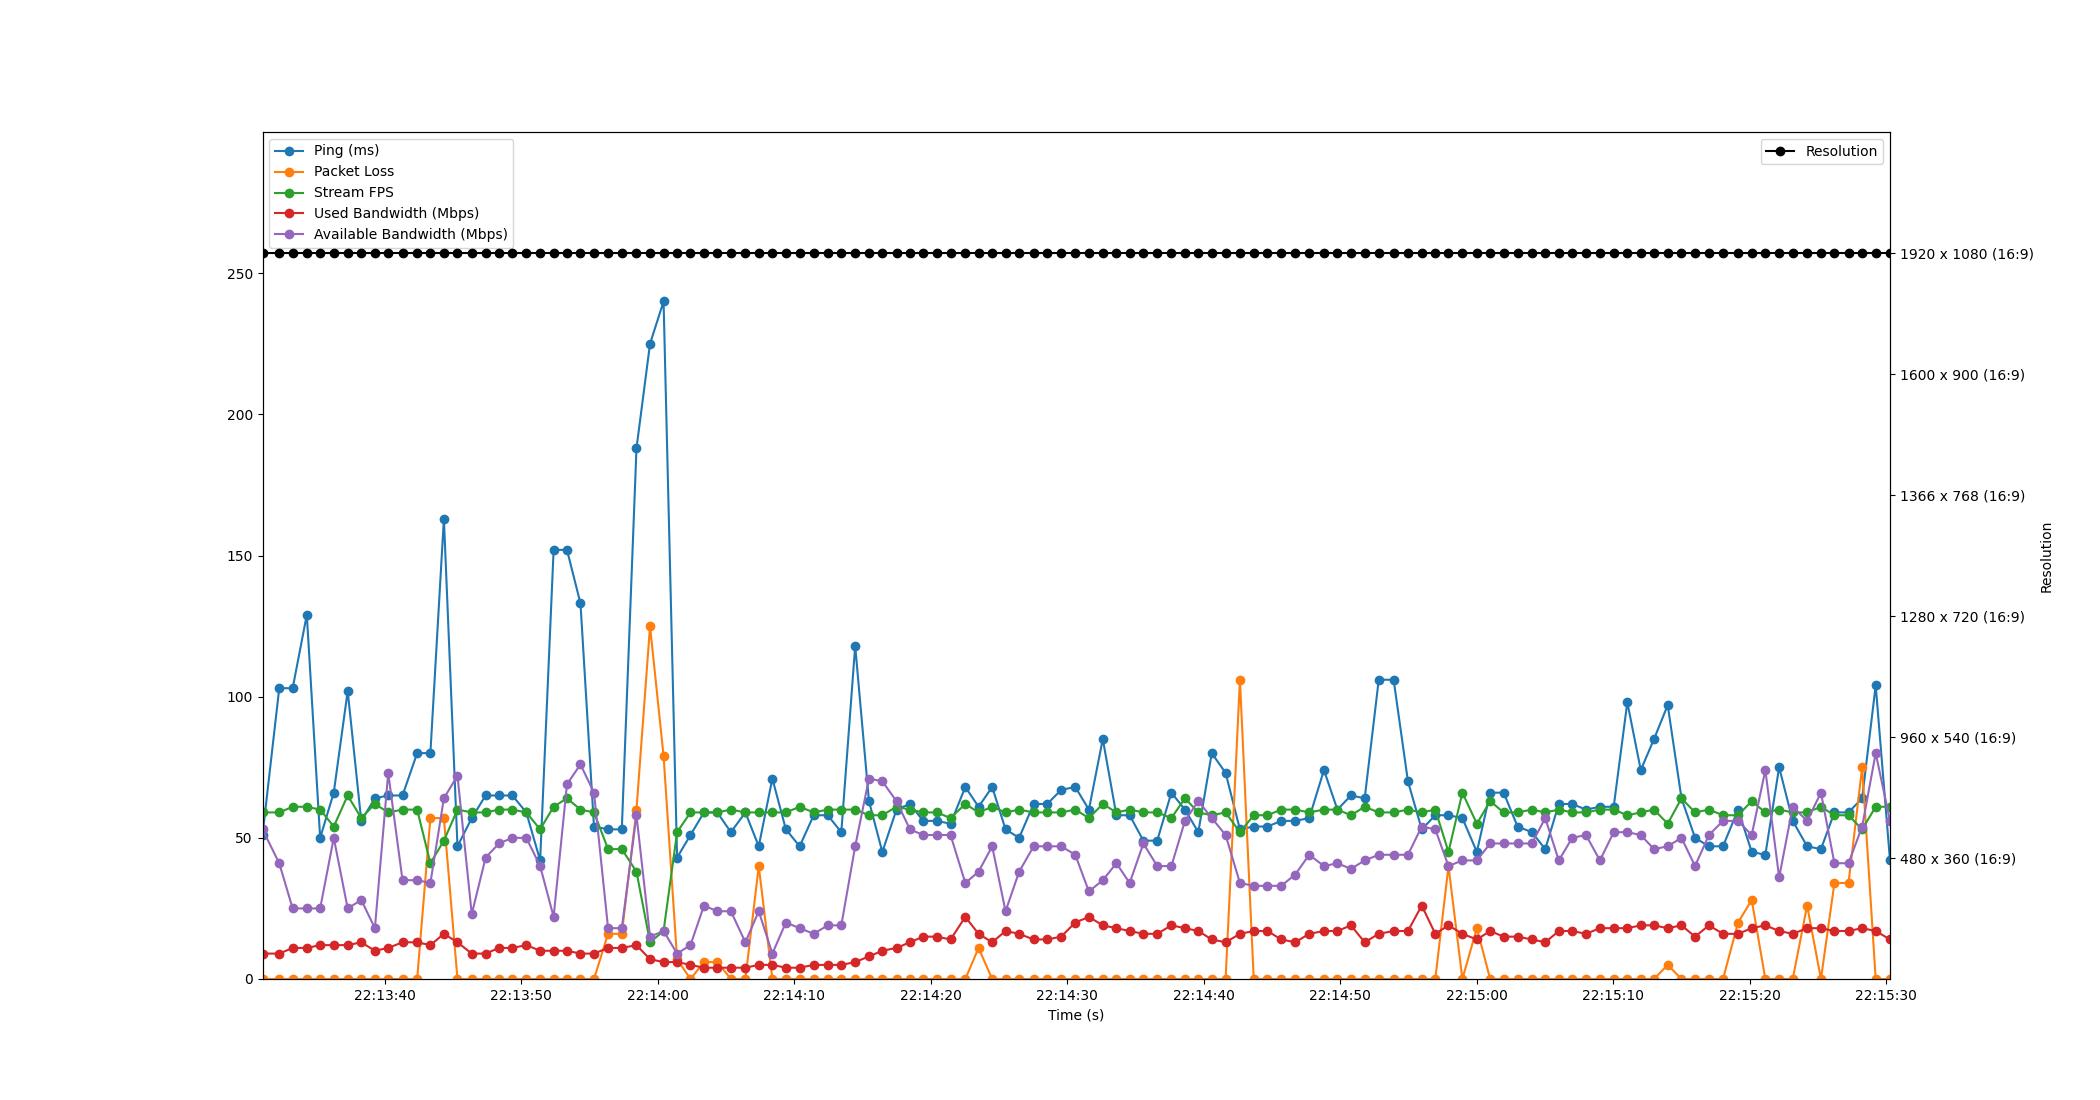 Ping (ms)
Packet Loss
Stream FPS
Used Bandwidth (Mbps)
Available Bandwidth (Mbps)
Resolution
250
200
150
100
50
0
1920 x 1080 (16:9)
1600 x 900 (16:9)
1366 x 768 (16:9)
1280 x 720 (16:9)
960 x 540 (16:9)
480 x 360 (16:9)
Resolution
22:13:40 22:13:50 22:14:00 22:14:10 22:14:20 22:14:30 22:14:40 22:14:50 22:15:00 22:15:10 22:15:20 22:15:30
Time (s)